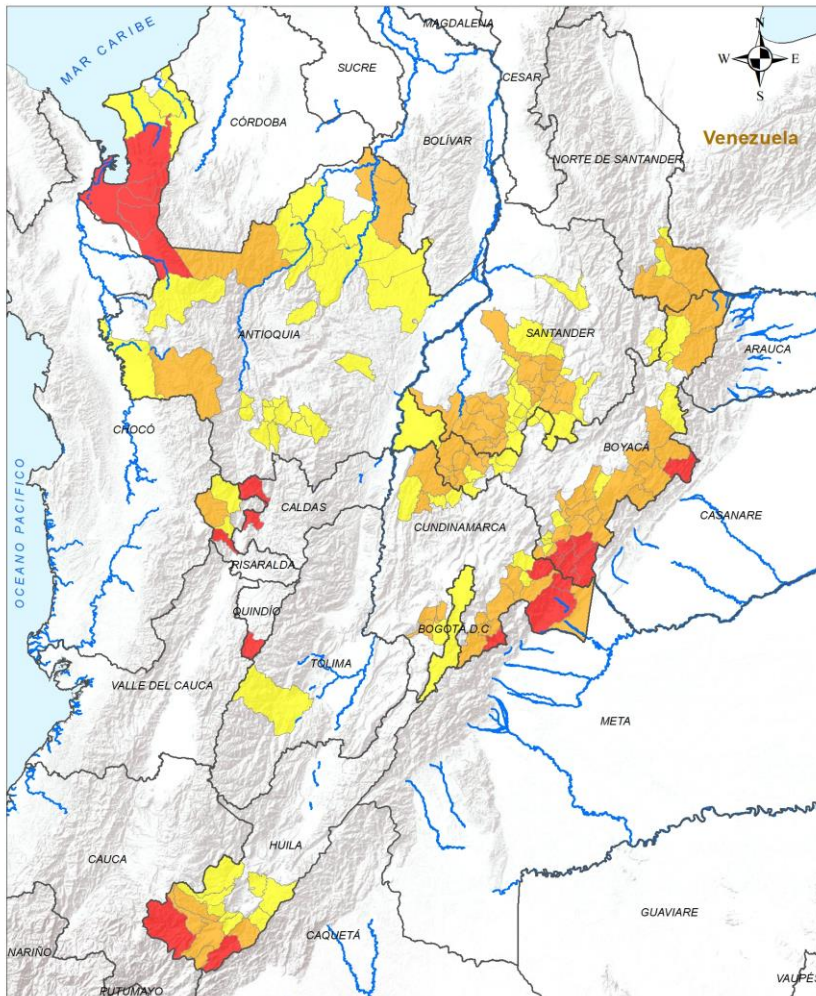 MAGDALENA
N
MAR CARIBE
W
E
SUCRE
CESAR
S
CÓRDOBA
BOLÍVAR
Venezuela
NORTE DE SANTANDER
ANTIOQUIA
SANTANDER
ARAUCA
CHOCÓ
BOYACÁ
CALDAS
CUNDINAMARCA
CASANARE
OCEANO PACIFICO
RISARALDA
QUINDÍO
BOGOTÁ, D.C
TOLIMA
VALLE DEL CAUCA
META
HUILA
CAUCA
GUAVIARE
CAQUETÁ
NARIÑO
PUTUMAYO
VAUPÉS